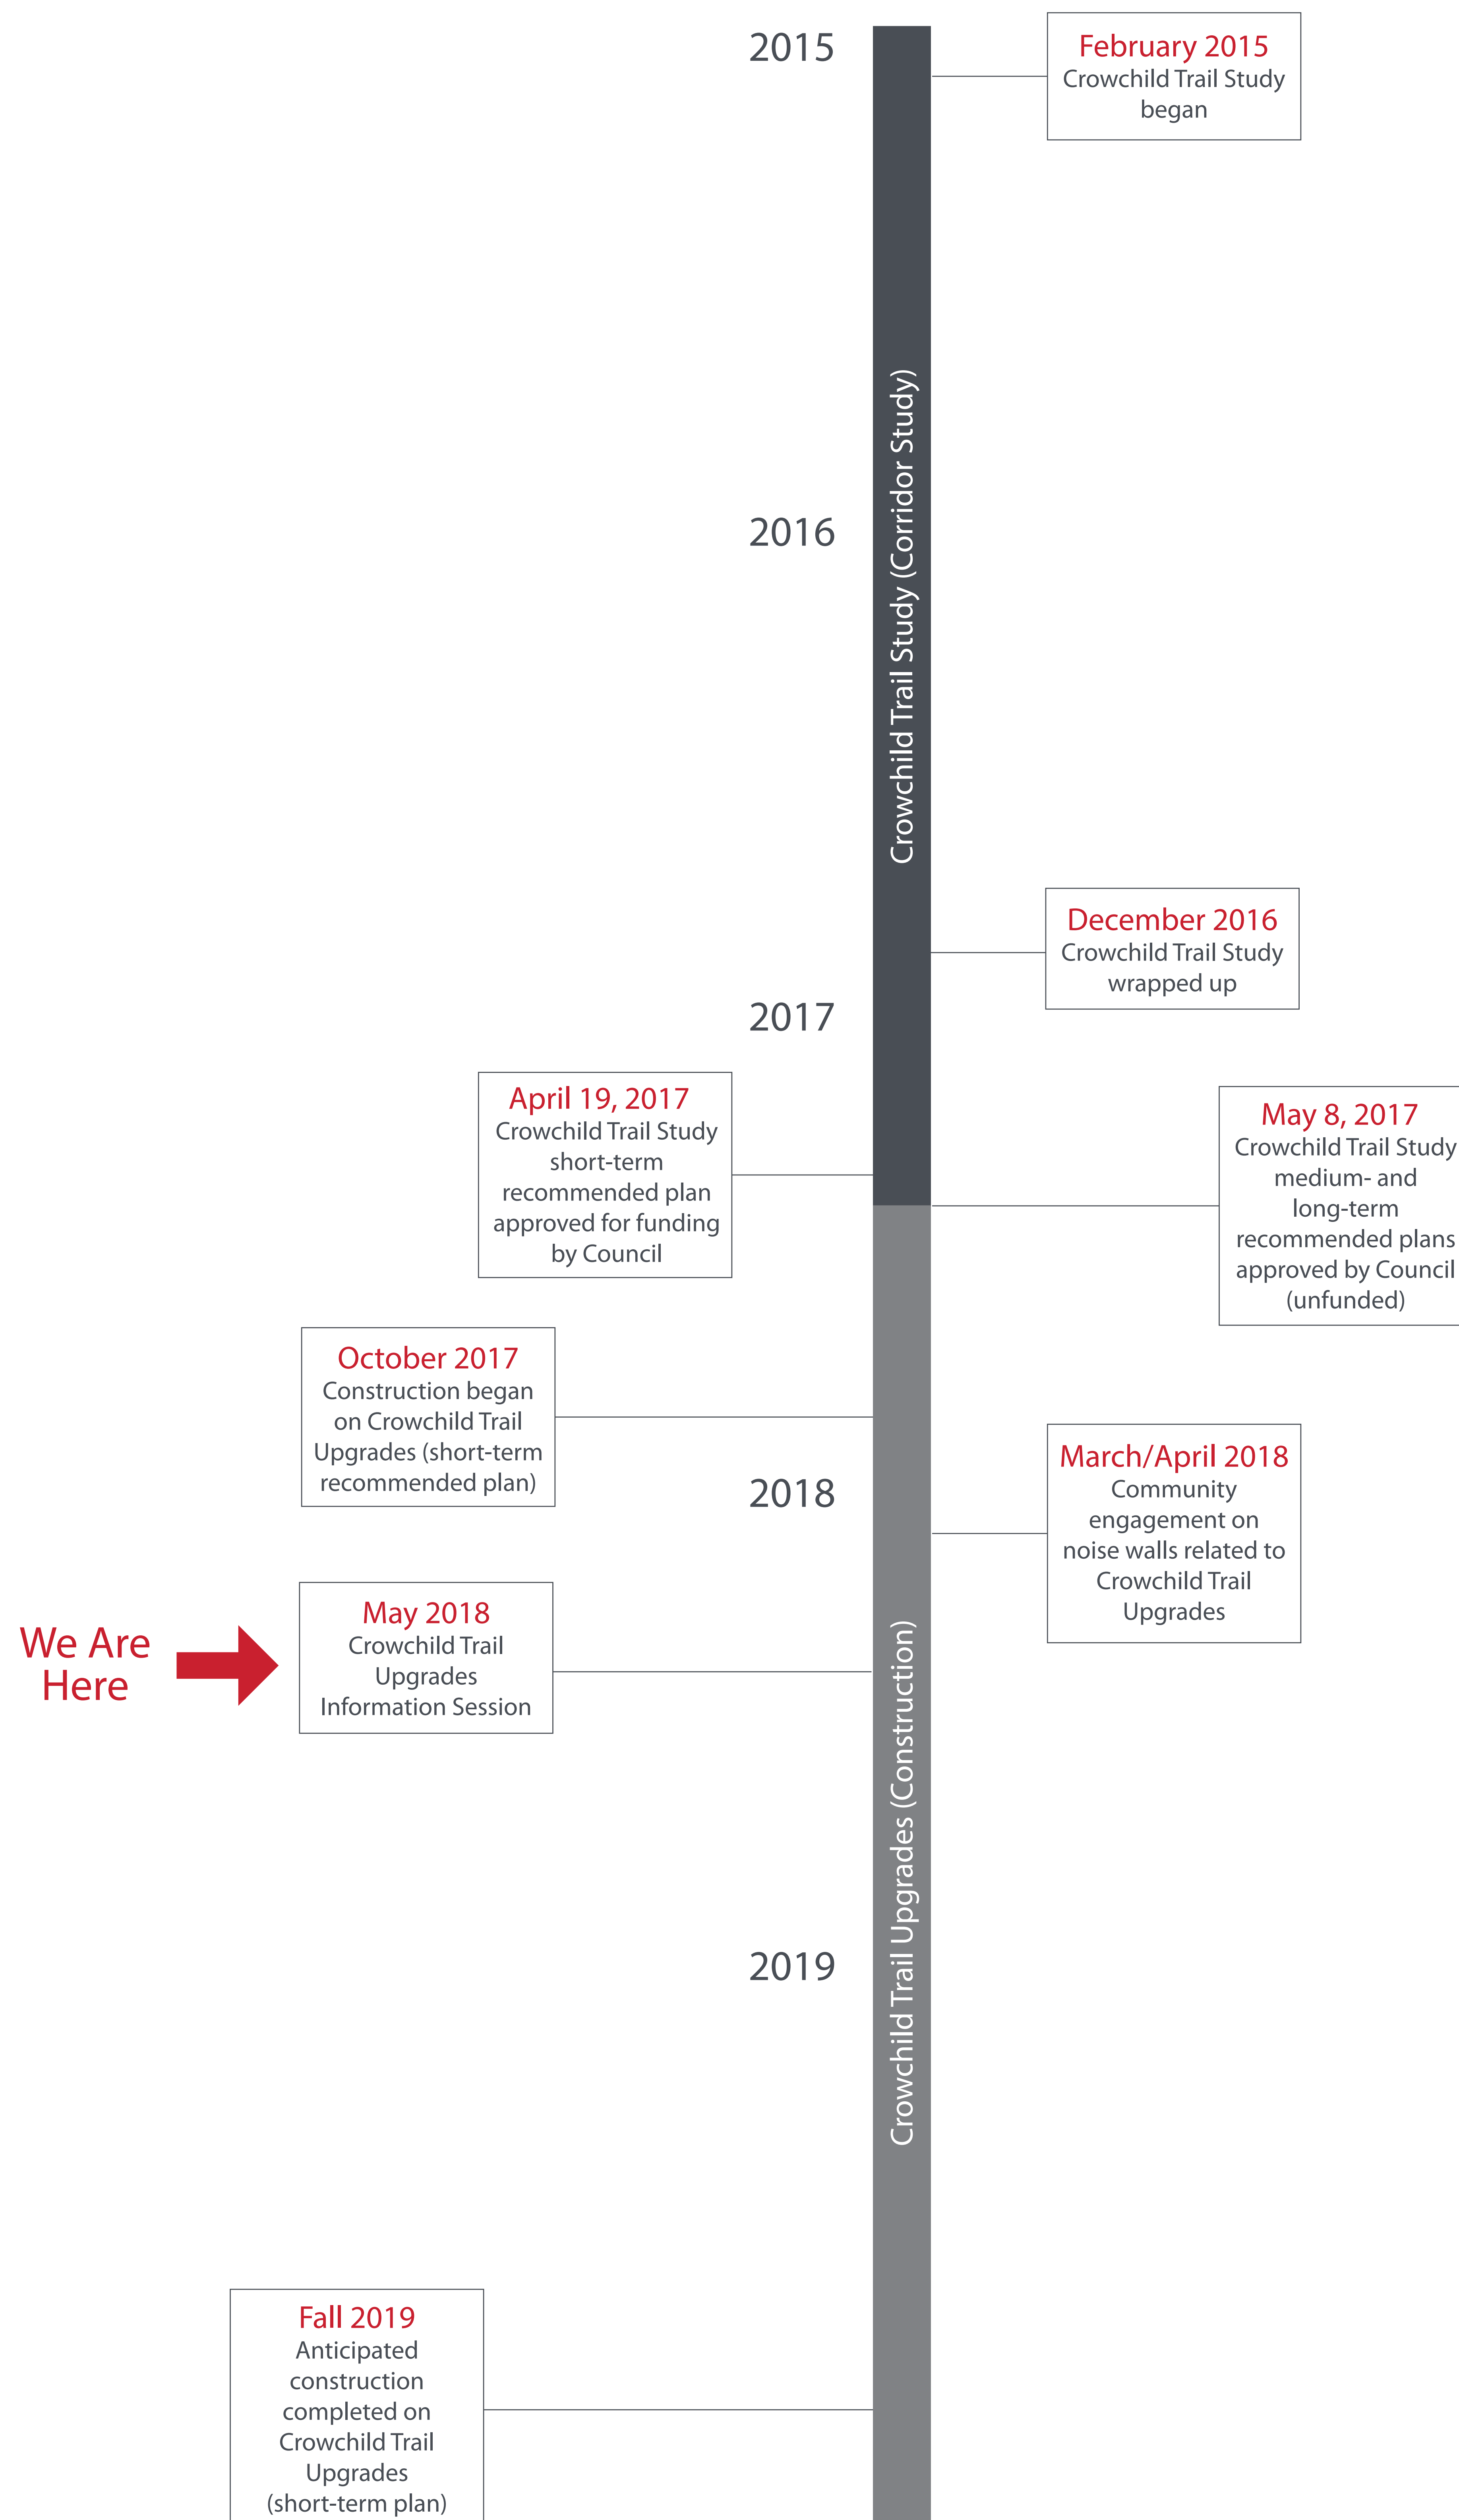 2015
February 2015
Crowchild Trail Study
began
Crowchild Trail Study (Corridor Study)
2016
December 2016
Crowchild Trail Study
wrapped up
2017
April 19, 2017
Crowchild Trail Study
short-term
recommended plan
approved for funding
by Council
May 8, 2017
Crowchild Trail Study
medium- and
long-term
recommended plans
approved by Council
(unfunded)
October 2017
Construction began
on Crowchild Trail
Upgrades (short-term
recommended plan)
2018
March/April 2018
Community
engagement on
noise walls related to
Crowchild Trail
Upgrades
We Are
Here
May 2018
Crowchild Trail
Upgrades
Information Session
Crowchild Trail Upgrades (Construction)
2019
Fall 2019
Anticipated
construction
completed on
Crowchild Trail
Upgrades
(short-term plan)